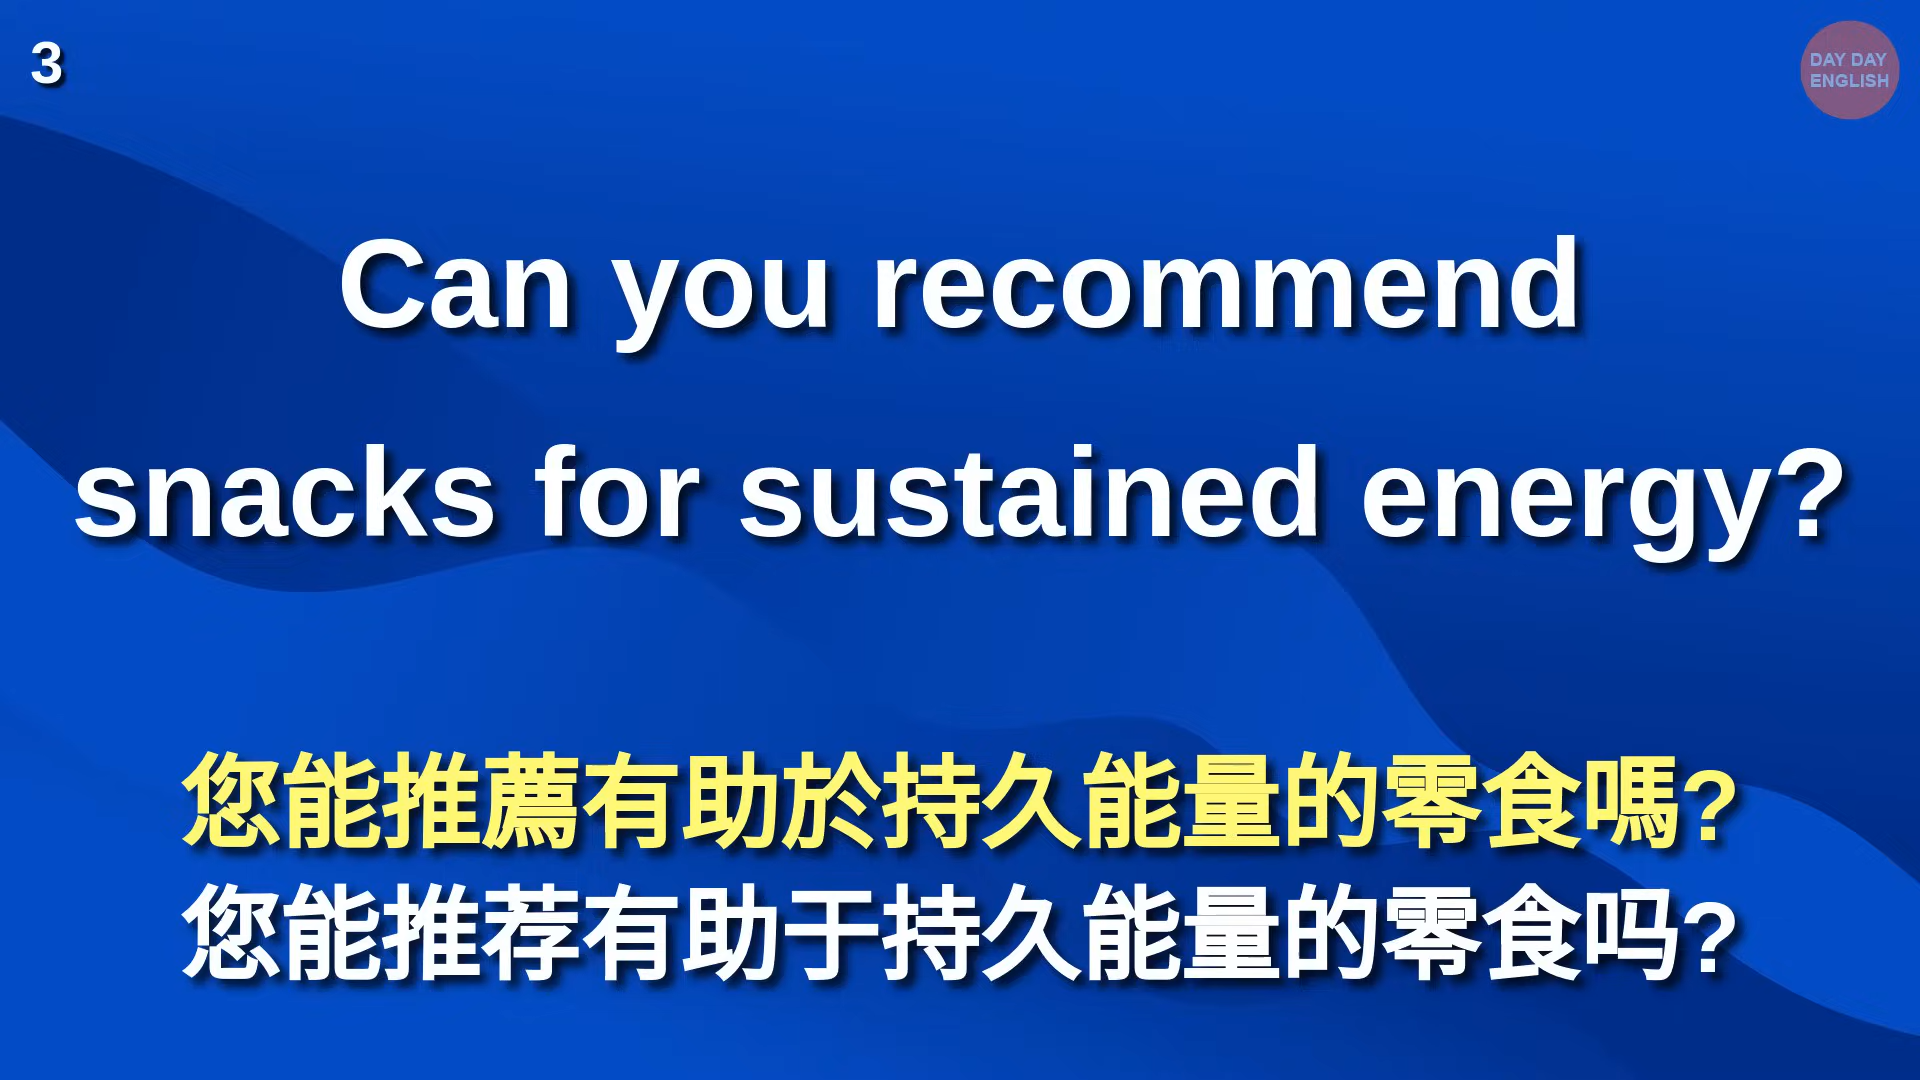 3
DAY DAY
ENGLISH
Can you recommend
snacks for sustained energy?
您能推薦有助於持久能量的零食嗎?
您能推荐有助于持久能量的零食吗?